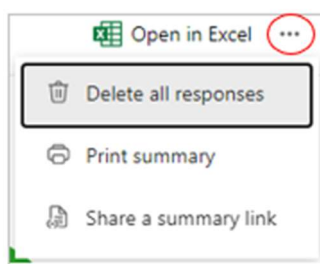 Open in Excel ...
Delete all responses
Print summary
Share a summary link